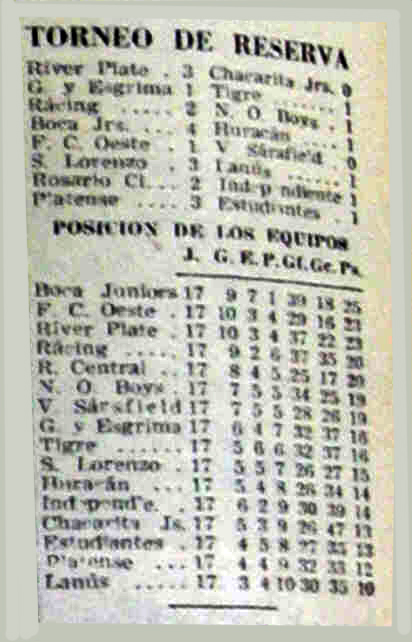 TORNEO DE RESERVA
River Plate . 3 Chacarita Jrs. 0
G. y Esgrima 1 Tigre ....... 1
Rácing ..... 2 N. O. Boys . 1
Boca Jrs. ... 4 Huracán .... 1
F. C. Oeste . 1 V Sársfield 0
S. Lorenzo . 3 Lanús ...... 1
Rosario Cl... 2 Indep ndiente 1
Platense .... 3 Estudiantes . 1
POSICION DE LOS EQUIPOS
J. G. E. P. Gf. Gc. Ps.
Boca Juniors 17 9 7 1 39 18 25
F. C. Oeste . 17 10 3 4 29 16 23
River Plate . 17 10 3 4 37 22 23
Rácing ..... 17 9 2 6 37 35 20
R. Central .. 17 8 4 5 25 17 20
N. O. Boys . 17 7 5 5 34 25 19
V. Sársfield 17 7 5 5 28 26 19
G. y Esgrima 17 6 4 7 32 37 16
Tigre ...... 17 5 6 6 32 37 16
S. Lorenzo . 17 5 5 7 26 27 15
Huracán ... 17 5 4 8 26 34 14
Independ'e. . 17 6 2 9 30 39 14
Chacarita Js. 17 5 3 9 26 47 13
Estudiantes . 17 4 5 8 27 33 13
Platense ... 17 4 4 9 32 33 12
Lanús ..... 17 3 4 10 30 35 10